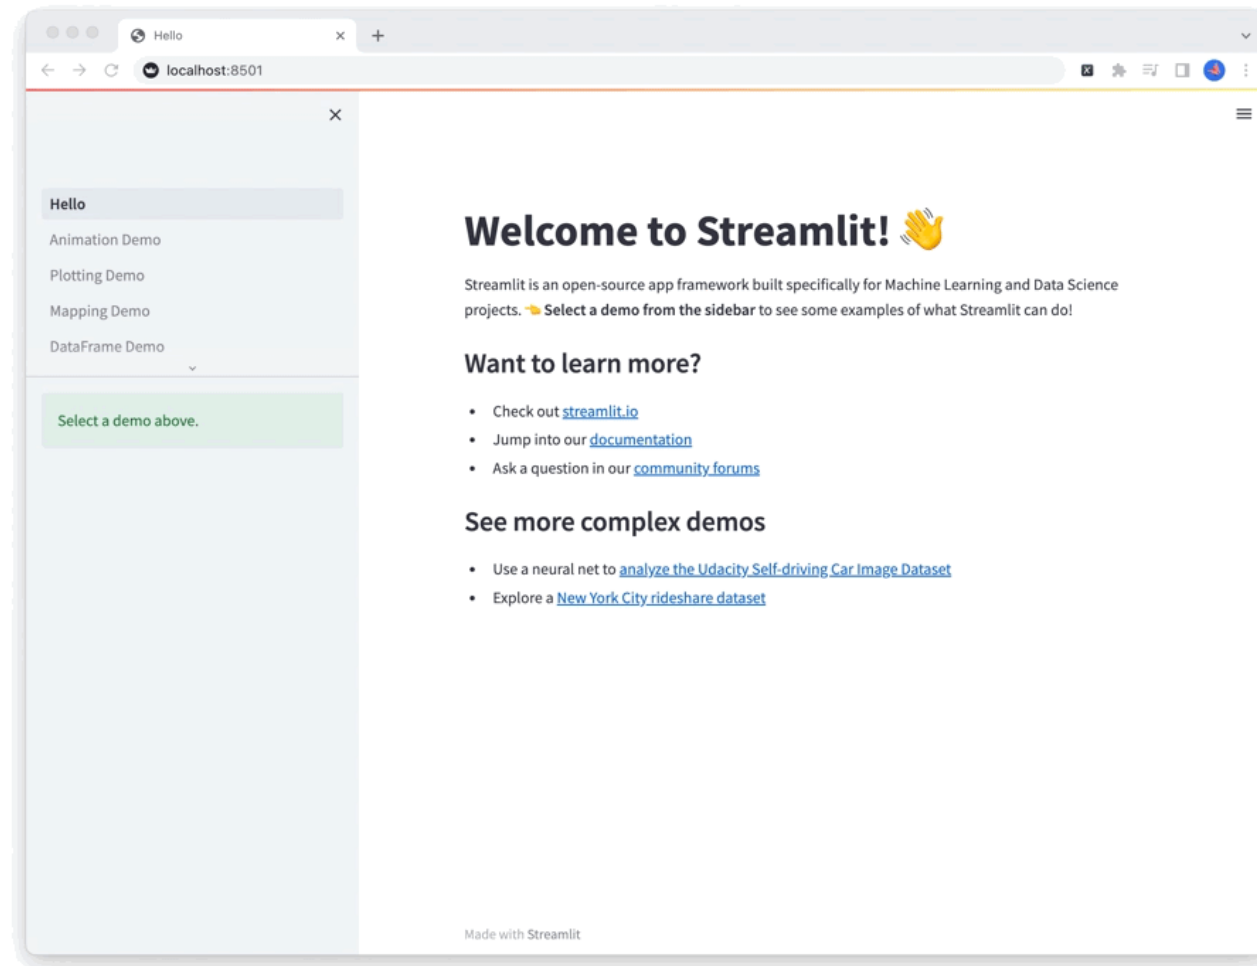 Hello
localhost:8501
Hello
Animation Demo
Plotting Demo
Mapping Demo
DataFrame Demo
Select a demo above.
Welcome to Streamlit! 👋
Streamlit is an open-source app framework built specifically for Machine Learning and Data Science
projects. 👈 Select a demo from the sidebar to see some examples of what Streamlit can do!
Want to learn more?
• Check out streamlit.io
• Jump into our documentation
• Ask a question in our community forums
See more complex demos
• Use a neural net to analyze the Udacity Self-driving Car Image Dataset
• Explore a New York City rideshare dataset
Made with Streamlit